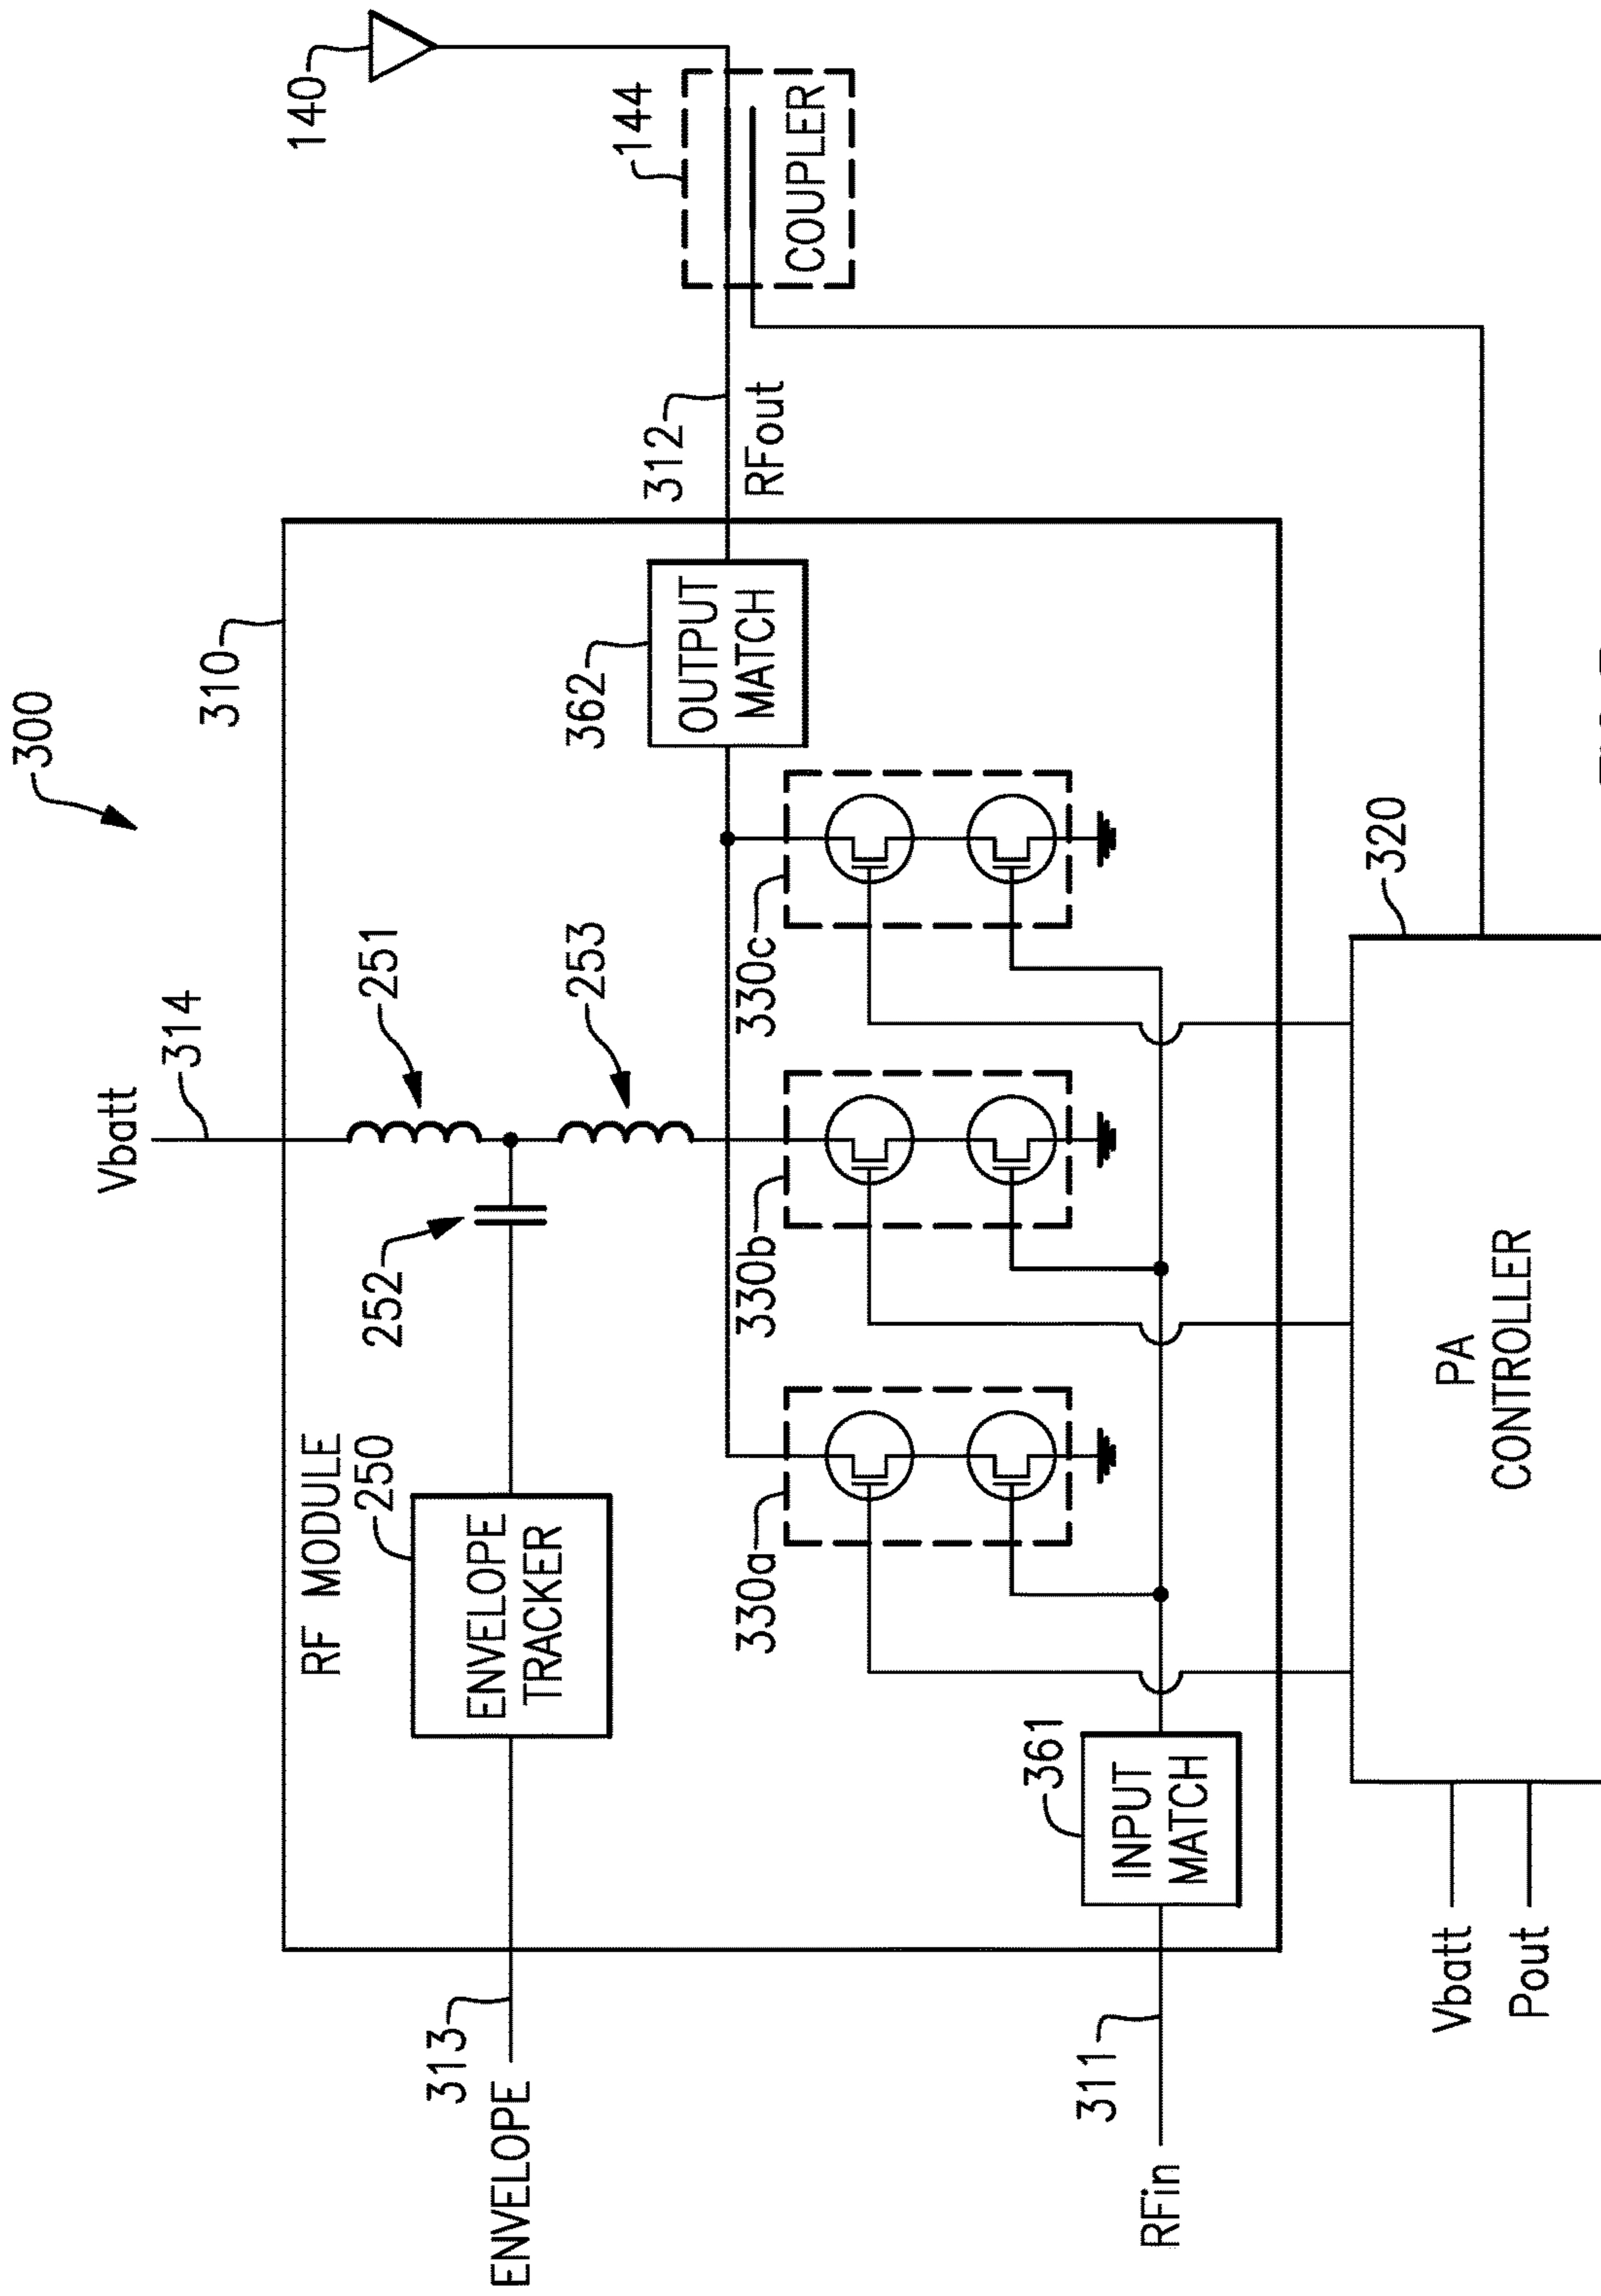 300
Vbatt
314
310
140
RF MODULE
250
ENVELOPE
TRACKER
252
251
253
313
ENVELOPE
362
OUTPUT
MATCH
312
RFout
144
COUPLER
330a
330b
330c
361
INPUT
MATCH
311
RFin
320
PA
CONTROLLER
Vbatt
Pout